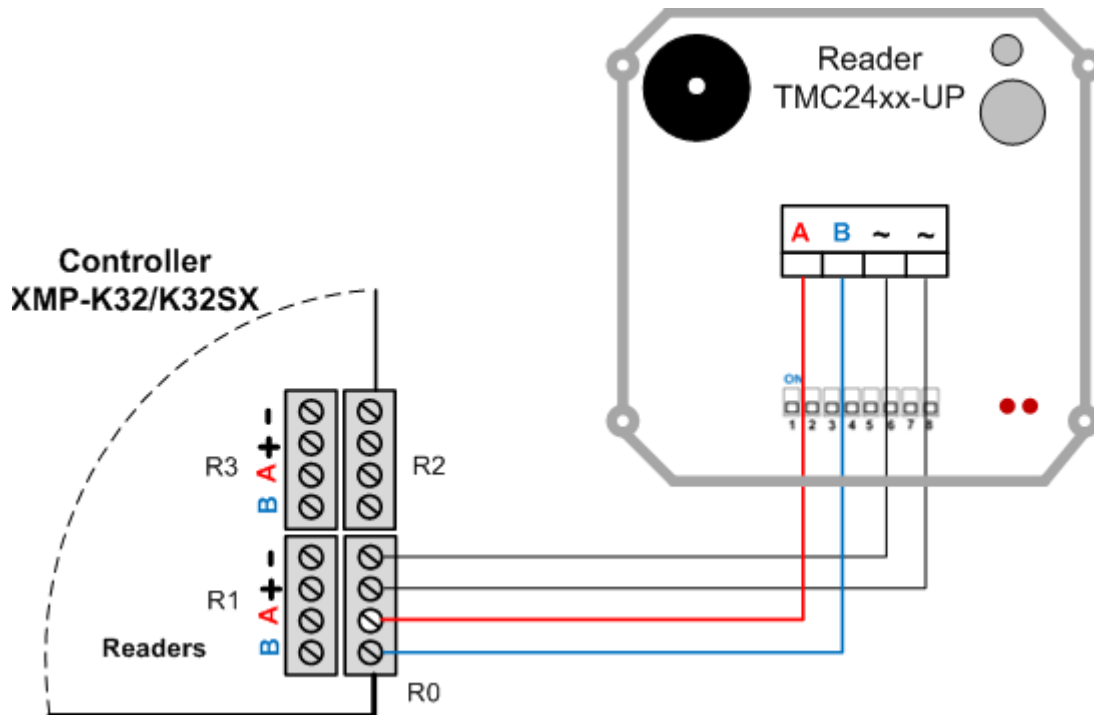 Reader
TMC24xx-UP
A B ~ ~
Controller
XMP-K32/K32SX
ON
1 2 3 4 5 6 7 8
-
+
A
B
R3
R2
-
+
A
B
R1
Readers
R0